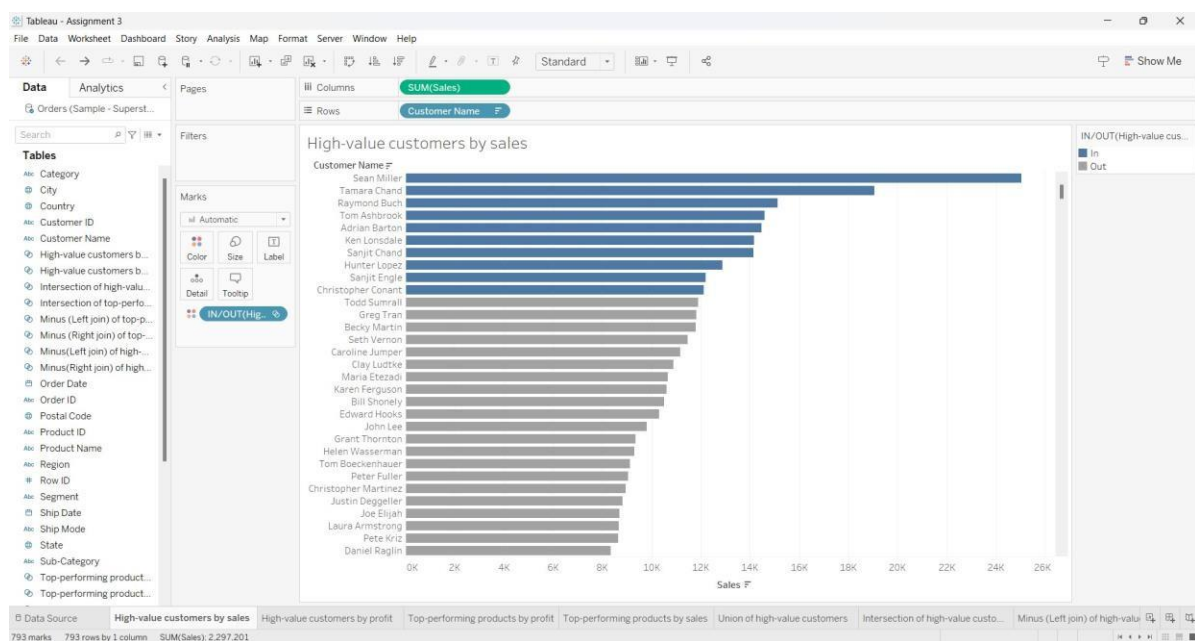 Tableau - Assignment 3
File Data Worksheet Dashboard Story Analysis Map Format Server Window Help
Standard
Show Me
Data Analytics
Orders (Sample - Superst...
Search
Tables
Abc Category
City
Country
Abc Customer ID
Abc Customer Name
High-value customers b...
High-value customers b...
Intersection of high-valu...
Intersection of top-perfo...
Minus (Left join) of top-p...
Minus (Right join) of top-...
Minus(Left join) of high-...
Minus(Right join) of high...
Order Date
Abc Order ID
Postal Code
Abc Product ID
Abc Product Name
Abc Region
# Row ID
Abc Segment
Ship Date
Abc Ship Mode
State
Abc Sub-Category
Top-performing product...
Top-performing product...
Pages
Filters
Marks
Automatic
Color Size Label
Detail Tooltip
IN/OUT(Hig..
Columns SUM(Sales)
Rows Customer Name
High-value customers by sales
Customer Name
Sean Miller
Tamara Chand
Raymond Buch
Tom Ashbrook
Adrian Barton
Ken Lonsdale
Sanjit Chand
Hunter Lopez
Sanjit Engle
Christopher Conant
Todd Sumrall
Greg Tran
Becky Martin
Seth Vernon
Caroline Jumper
Clay Ludtke
Maria Etezadi
Karen Ferguson
Bill Shonely
Edward Hooks
John Lee
Grant Thornton
Helen Wasserman
Tom Boeckenhauer
Peter Fuller
Christopher Martinez
Justin Deggeller
Joe Elijah
Laura Armstrong
Pete Kriz
Daniel Raglin
0K 2K 4K 6K 8K 10K 12K 14K 16K 18K 20K 22K 24K 26K
Sales
IN/OUT(High-value cus...
In
Out
Data Source High-value customers by sales High-value customers by profit Top-performing products by profit Top-performing products by sales Union of high-value customers Intersection of high-value custo... Minus (Left join) of high-valu
793 marks 793 rows by 1 column SUM(Sales): 2,297,201